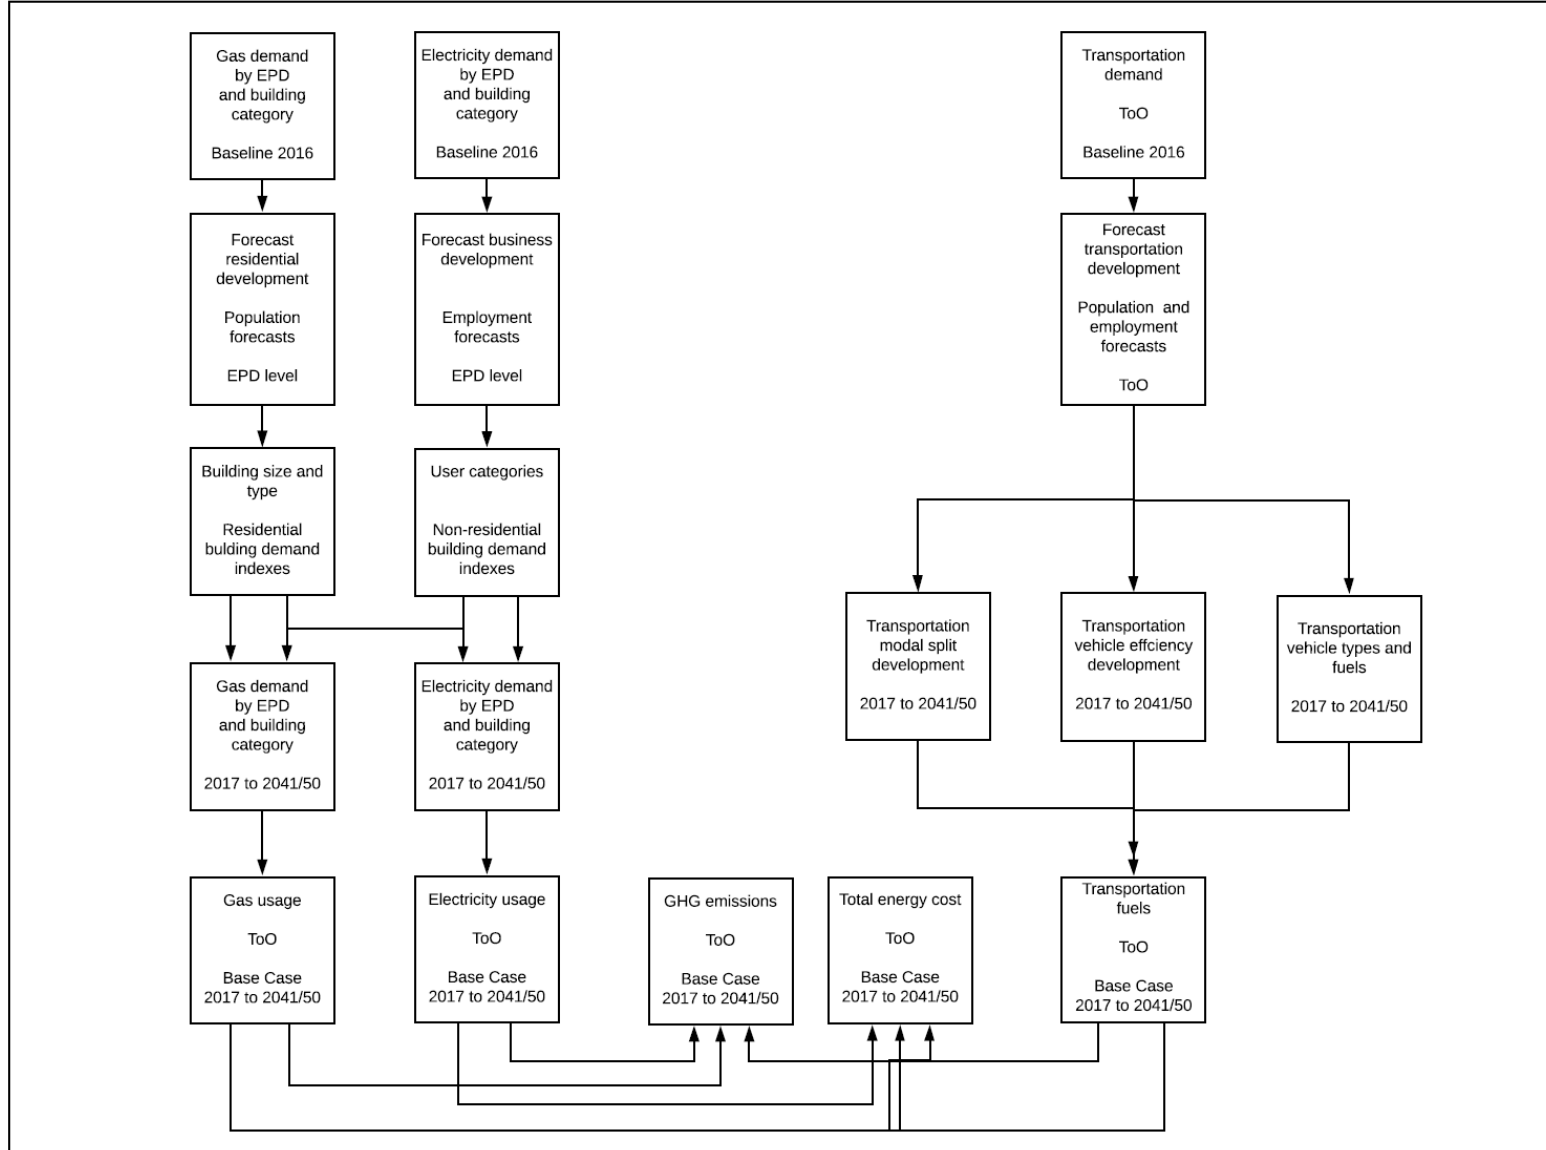 Gas demand
by EPD
and building
category
Baseline 2016
Electricity demand
by EPD
and building
category
Baseline 2016
Transportation
demand
ToO
Baseline 2016
Forecast
residential
development
Population
forecasts
EPD level
Forecast business
development
Employment
forecasts
EPD level
Forecast
transportation
development
Population and
employment
forecasts
ToO
Building size and
type
Residential
bulding demand
indexes
User categories
Non-residential
building demand
indexes
Transportation
modal split
development
2017 to 2041/50
Transportation
vehicle effciency
development
2017 to 2041/50
Transportation
vehicle types and
fuels
2017 to 2041/50
Gas demand
by EPD
and building
category
2017 to 2041/50
Electricity demand
by EPD
and building
category
2017 to 2041/50
Gas usage
ToO
Base Case
2017 to 2041/50
Electricity usage
ToO
Base Case
2017 to 2041/50
GHG emissions
ToO
Base Case
2017 to 2041/50
Total energy cost
ToO
Base Case
2017 to 2041/50
Transportation
fuels
ToO
Base Case
2017 to 2041/50